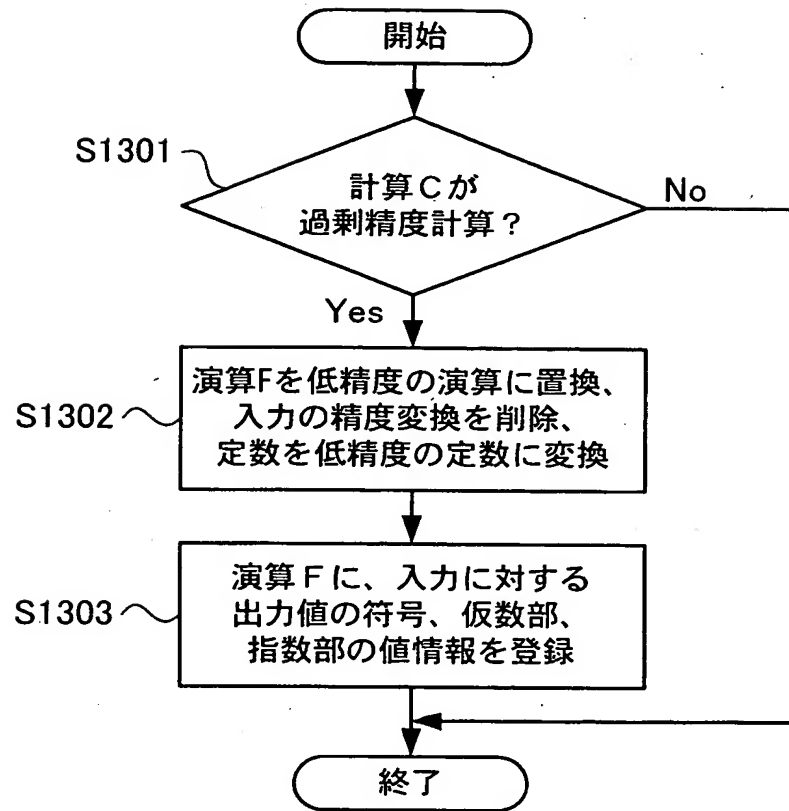 開始
S1301
計算Cが
過剰精度計算?
No
Yes
S1302
演算Fを低精度の演算に置換、
入力の精度変換を削除、
定数を低精度の定数に変換
S1303
演算Fに、入力に対する
出力値の符号、仮数部、
指数部の値情報を登録
終了